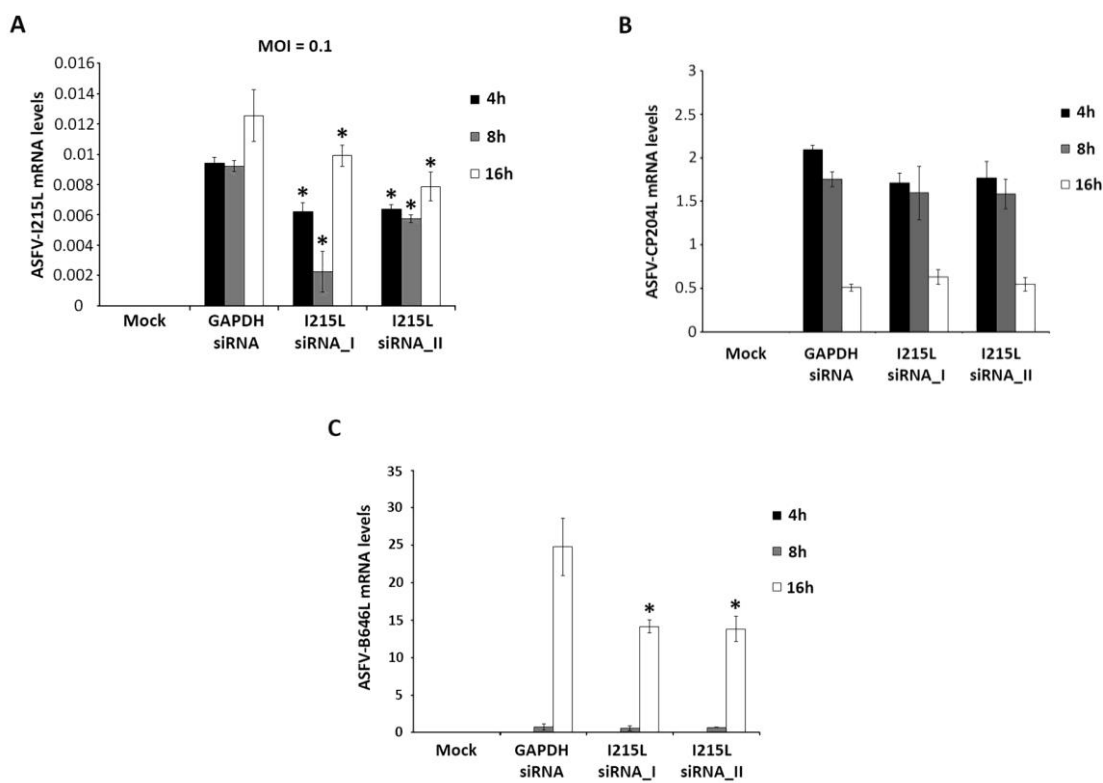 A
MOI = 0.1
ASFV-I215L mRNA levels
0.016
0.014
0.012
0.010
0.008
0.006
0.004
0.002
0
* * *
* * *
4h
8h
16h
Mock
GAPDH siRNA
I215L siRNA_I
I215L siRNA_II
B
ASFV-CP204L mRNA levels
3
2.5
2
1.5
1
0.5
0
4h
8h
16h
Mock
GAPDH siRNA
I215L siRNA_I
I215L siRNA_II
C
ASFV-B646L mRNA levels
35
30
25
20
15
10
5
0
*
*
4h
8h
16h
Mock
GAPDH siRNA
I215L siRNA_I
I215L siRNA_II